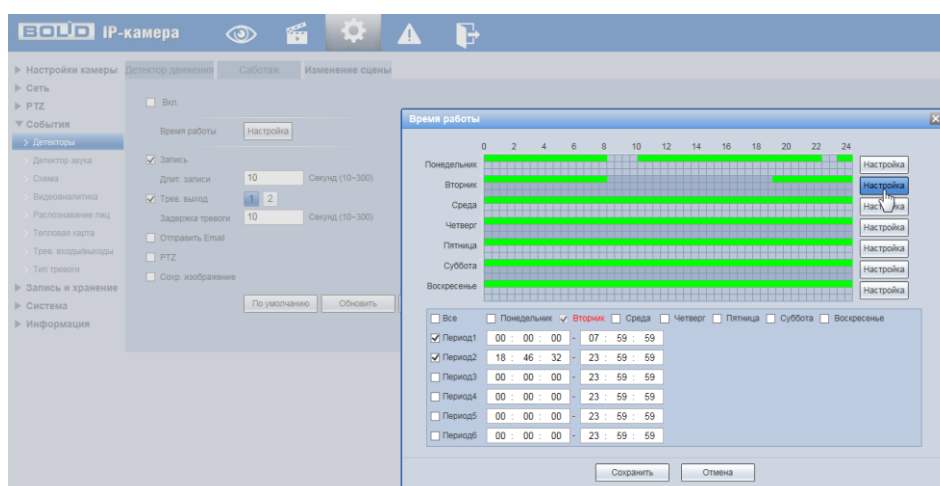 BOLID IP-камера
Настройки камеры
Сеть
PTZ
События
Детекторы
Детектор звука
Схема
Видеоаналитика
Распознавание лиц
Тепловая карта
Трев. входы/выходы
Тип тревоги
Запись и хранение
Система
Информация
Детектор движения Саботаж Изменение сцены
Вкл.
Время работы Настройка
Запись
Длит. записи 10 Секунд (10~300)
Трев. выход 1 2
Задержка тревоги 10 Секунд (10~300)
Отправить Email
PTZ
Сохр. изображение
По умолчанию Обновить
Время работы
0 2 4 6 8 10 12 14 16 18 20 22 24
Понедельник Настройка
Вторник Настройка
Среда Настройка
Четверг Настройка
Пятница Настройка
Суббота Настройка
Воскресенье Настройка
Все Понедельник Вторник Среда Четверг Пятница Суббота Воскресенье
Период1 00 : 00 : 00 - 07 : 59 : 59
Период2 18 : 46 : 32 - 23 : 59 : 59
Период3 00 : 00 : 00 - 23 : 59 : 59
Период4 00 : 00 : 00 - 23 : 59 : 59
Период5 00 : 00 : 00 - 23 : 59 : 59
Период6 00 : 00 : 00 - 23 : 59 : 59
Сохранить Отмена